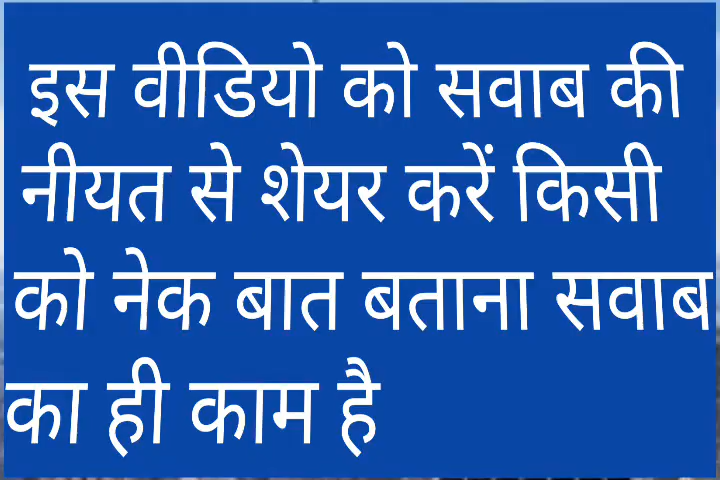 इस वीडियो को सवाब की
नीयत से शेयर करें किसी
को नेक बात बताना सवाब
का ही काम है